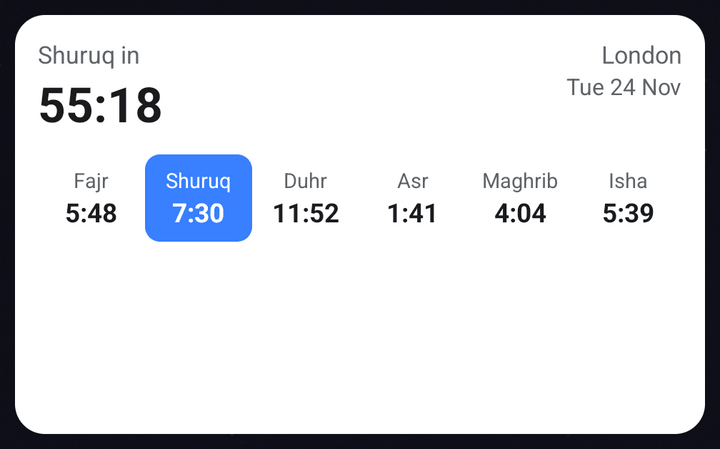 Shuruq in
55:18
London
Tue 24 Nov
Fajr Shuruq Duhr Asr Maghrib Isha
5:48 7:30 11:52 1:41 4:04 5:39